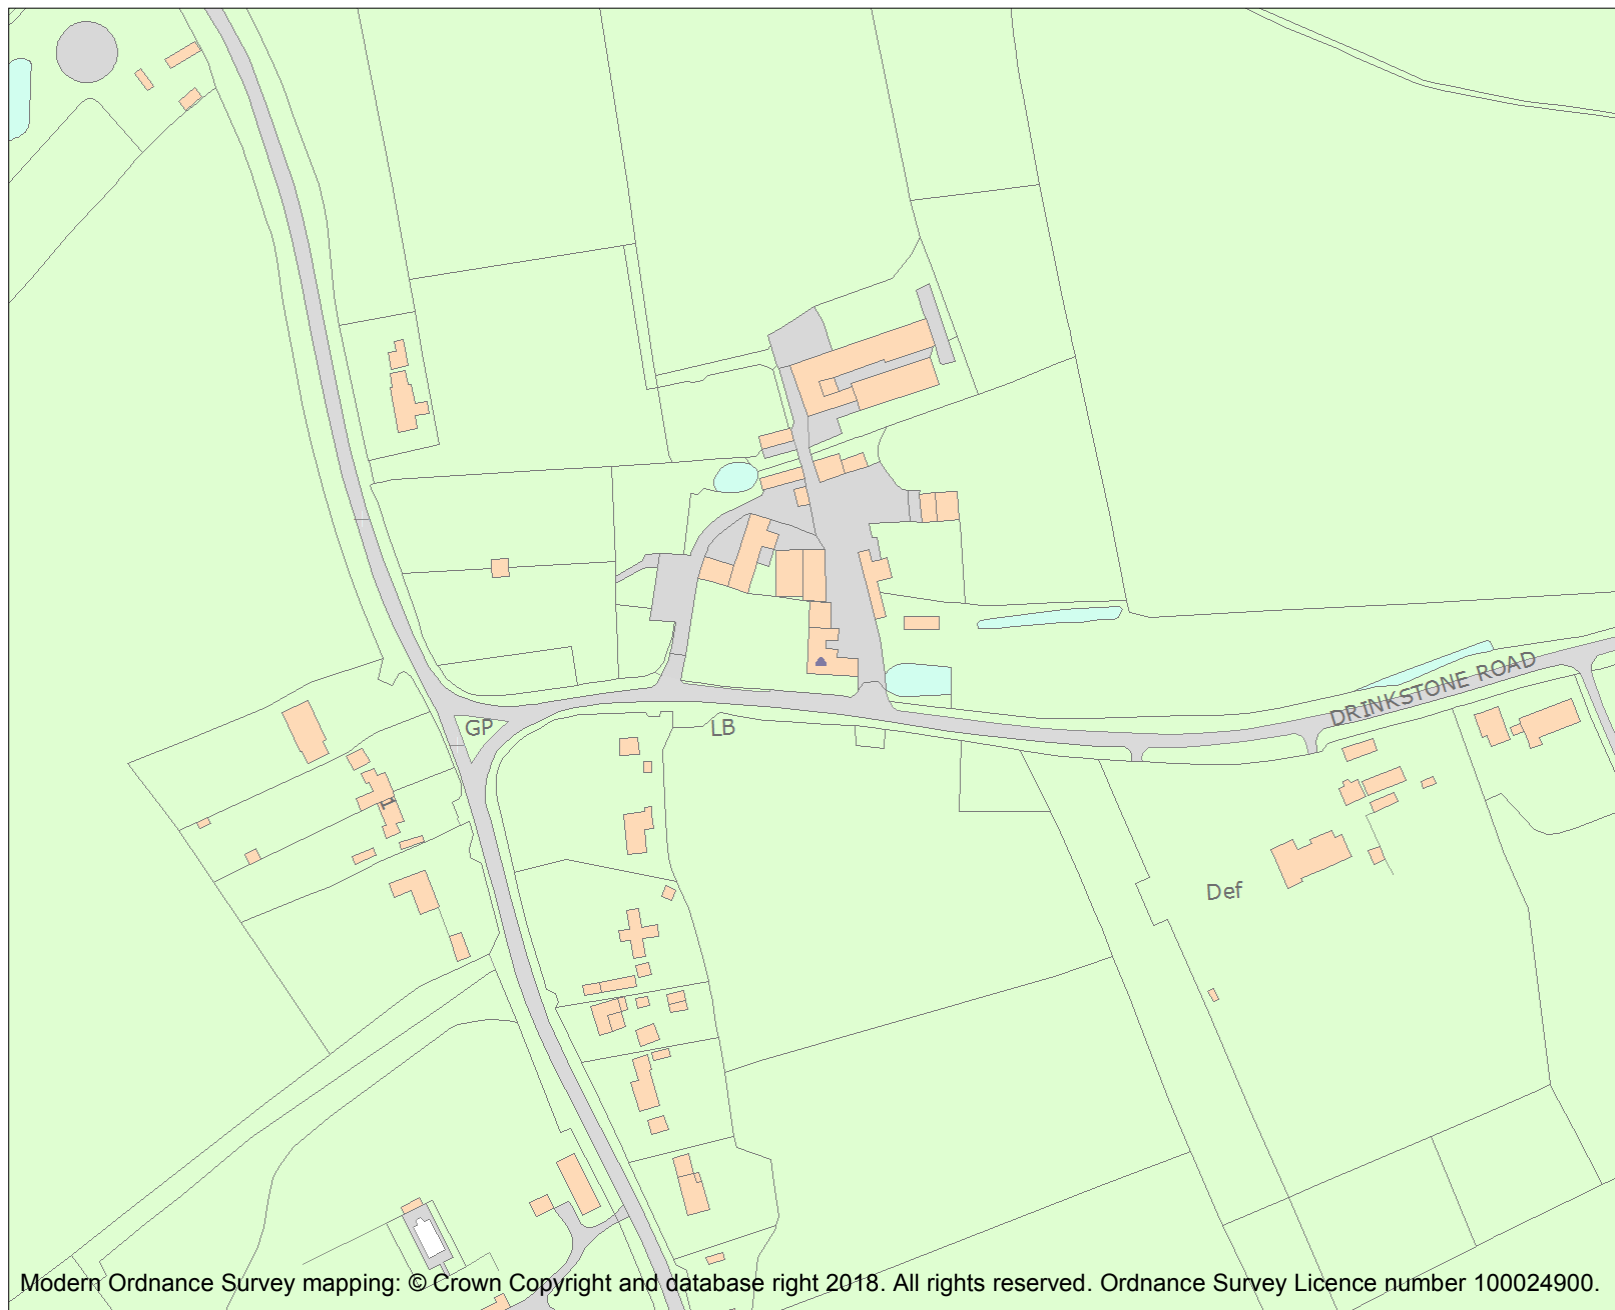 DRINKSTONE ROAD
GP
LB
1
Def
Modern Ordnance Survey mapping: © Crown Copyright and database right 2018. All rights reserved. Ordnance Survey Licence number 100024900.